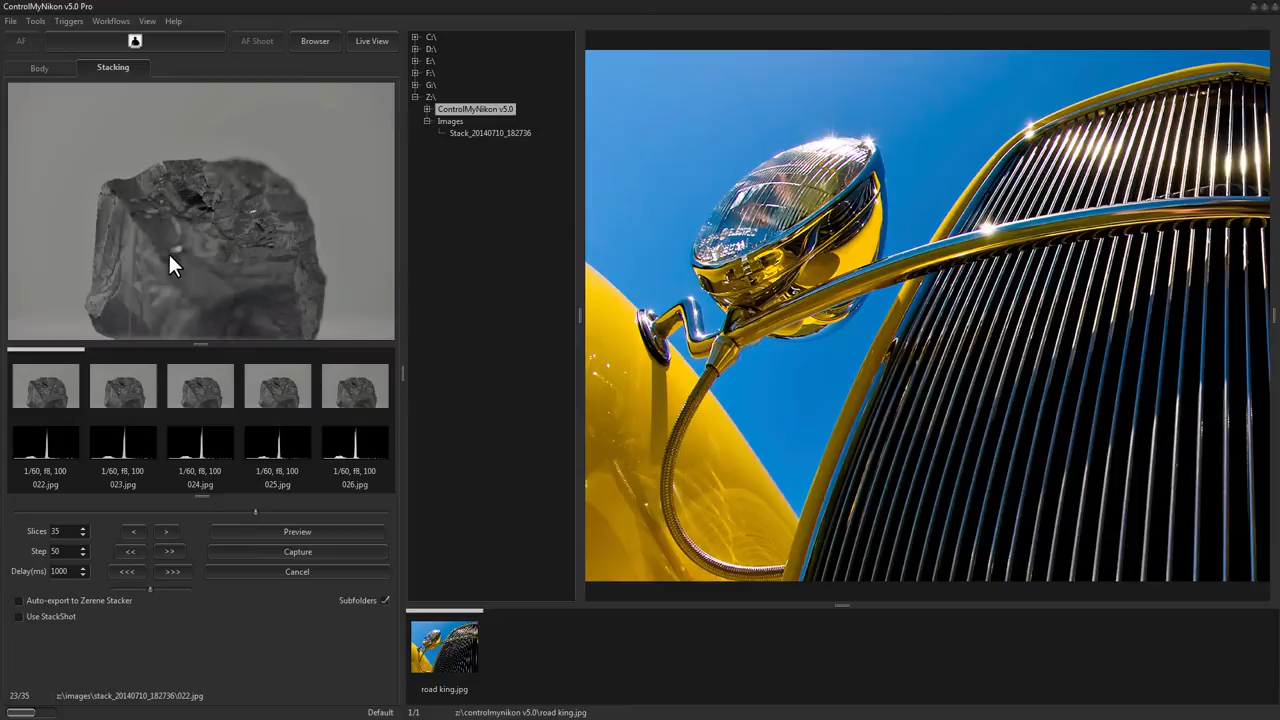 ControlMyNikon v5.0 Pro
File Tools Triggers Workflows View Help
AF AF Shoot Browser Live View
Body Stacking
C:\
D:\
E:\
F:\
G:\
Z:\
ControlMyNikon v5.0
Images
Stack_20140710_182736
1/60, f8, 100 1/60, f8, 100 1/60, f8, 100 1/60, f8, 100 1/60, f8, 100
022.jpg 023.jpg 024.jpg 025.jpg 026.jpg
Slices 35 < > Preview
Step 50 << >> Capture
Delay(ms) 1000 <<< >>> Cancel
Auto-export to Zerene Stacker Subfolders
Use StackShot
road king.jpg
23/35 z:\images\stack_20140710_182736\022.jpg
Default 1/1 z:\controlmynikon v5.0\road king.jpg